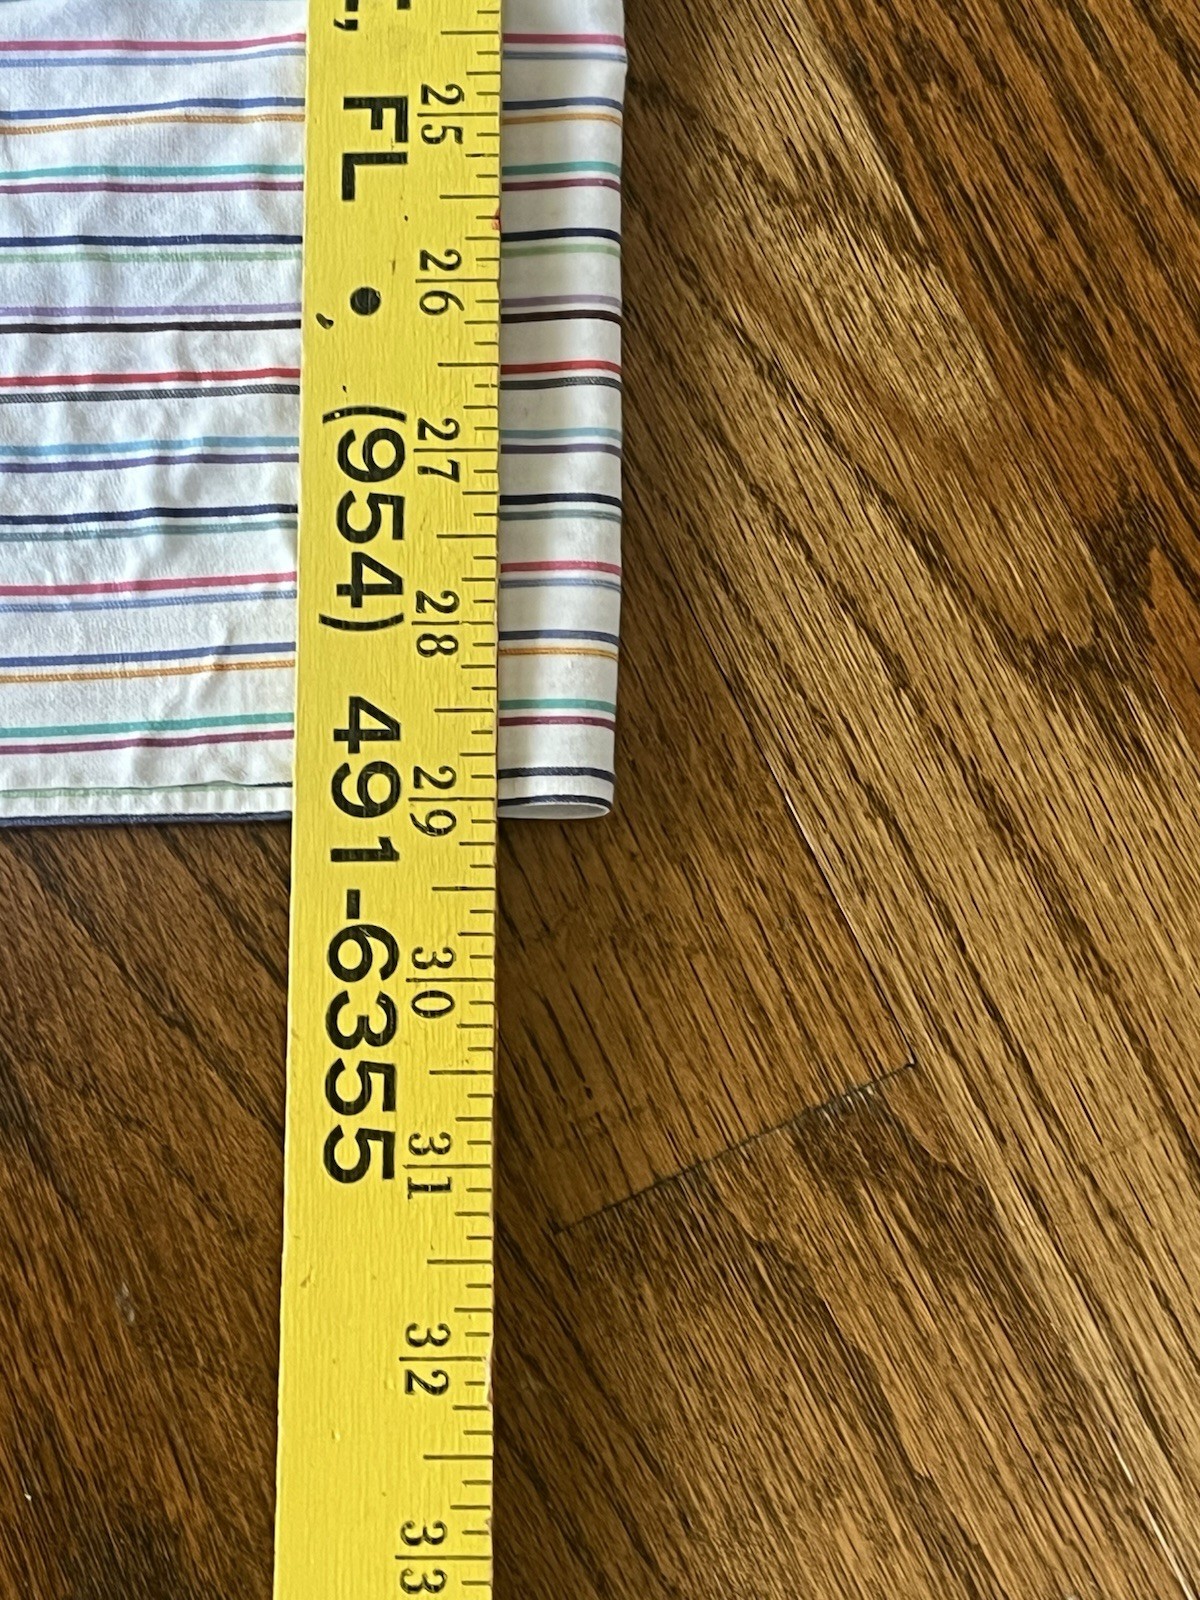 FL • (954) 491-6355
25 26 27 28 29 30 31 32 33